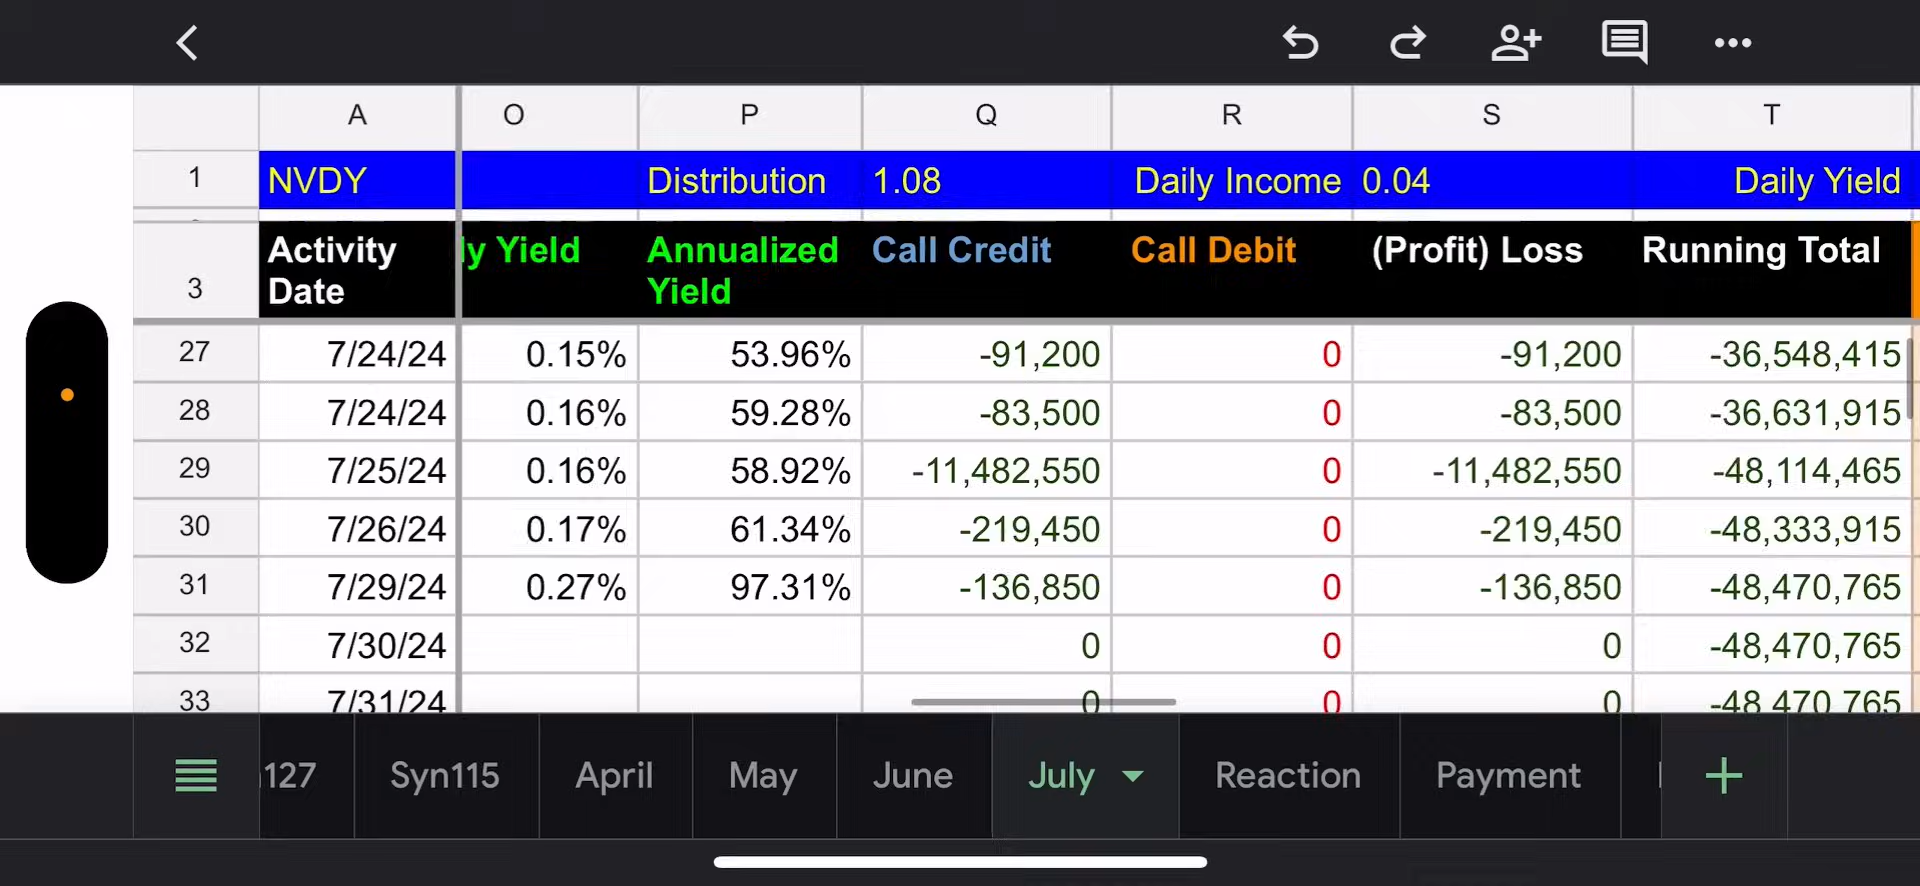 A O P Q R S T
1 NVDY Distribution 1.08 Daily Income 0.04 Daily Yield
3 Activity Date ly Yield Annualized Yield Call Credit Call Debit (Profit) Loss Running Total
27 7/24/24 0.15% 53.96% -91,200 0 -91,200 -36,548,415
28 7/24/24 0.16% 59.28% -83,500 0 -83,500 -36,631,915
29 7/25/24 0.16% 58.92% -11,482,550 0 -11,482,550 -48,114,465
30 7/26/24 0.17% 61.34% -219,450 0 -219,450 -48,333,915
31 7/29/24 0.27% 97.31% -136,850 0 -136,850 -48,470,765
32 7/30/24 0 0 0 -48,470,765
33 7/31/24 0 0 0 -48,470,765
127 Syn115 April May June July Reaction Payment